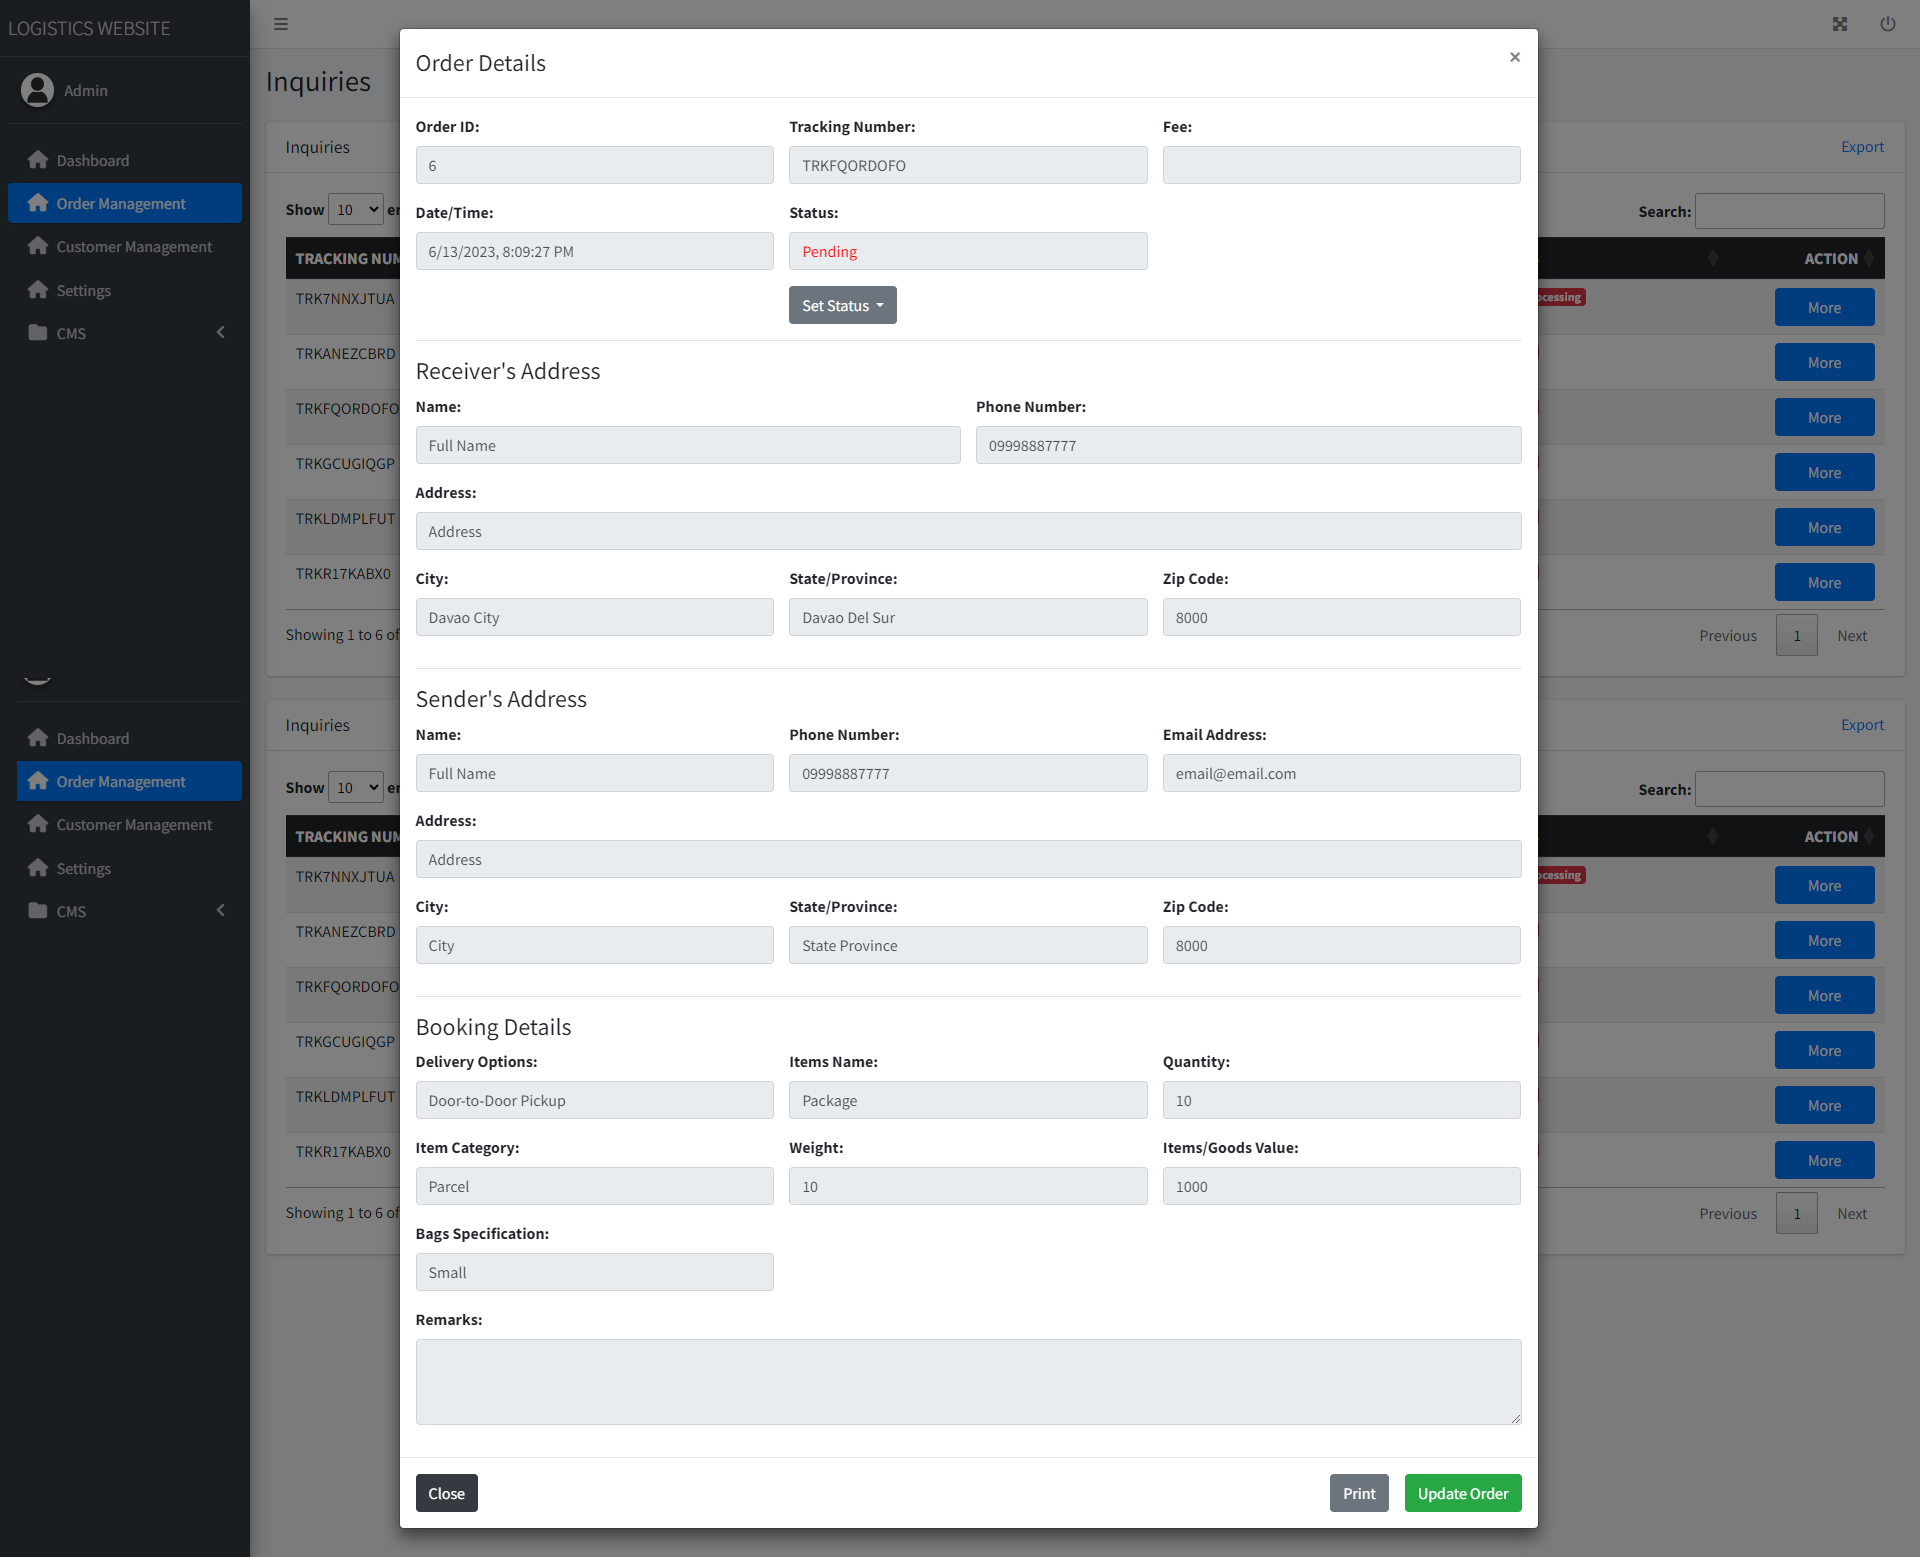 LOGISTICS WEBSITE
Admin
Dashboard
Order Management
Customer Management
Settings
CMS
Dashboard
Order Management
Customer Management
Settings
CMS
Inquiries
Inquiries
Export
Show 10
Search:
TRACKING NUM
ACTION
TRK7NNXJTUA
ocessing
More
TRKANEZCBRD
More
TRKFQORDOFO
More
TRKGCUGIQGP
More
TRKLDMPLFUT
More
TRKR17KABX0
More
Showing 1 to 6 of
Previous 1 Next
Inquiries
Export
Show 10
Search:
TRACKING NUM
ACTION
TRK7NNXJTUA
ocessing
More
TRKANEZCBRD
More
TRKFQORDOFO
More
TRKGCUGIQGP
More
TRKLDMPLFUT
More
TRKR17KABX0
More
Showing 1 to 6 of
Previous 1 Next
Order Details
×
Order ID: Tracking Number: Fee:
6 TRKFQORDOFO
Date/Time: Status:
6/13/2023, 8:09:27 PM Pending
Set Status
Receiver's Address
Name: Phone Number:
Full Name 09998887777
Address:
Address
City: State/Province: Zip Code:
Davao City Davao Del Sur 8000
Sender's Address
Name: Phone Number: Email Address:
Full Name 09998887777 email@email.com
Address:
Address
City: State/Province: Zip Code:
City State Province 8000
Booking Details
Delivery Options: Items Name: Quantity:
Door-to-Door Pickup Package 10
Item Category: Weight: Items/Goods Value:
Parcel 10 1000
Bags Specification:
Small
Remarks:
Close Print Update Order